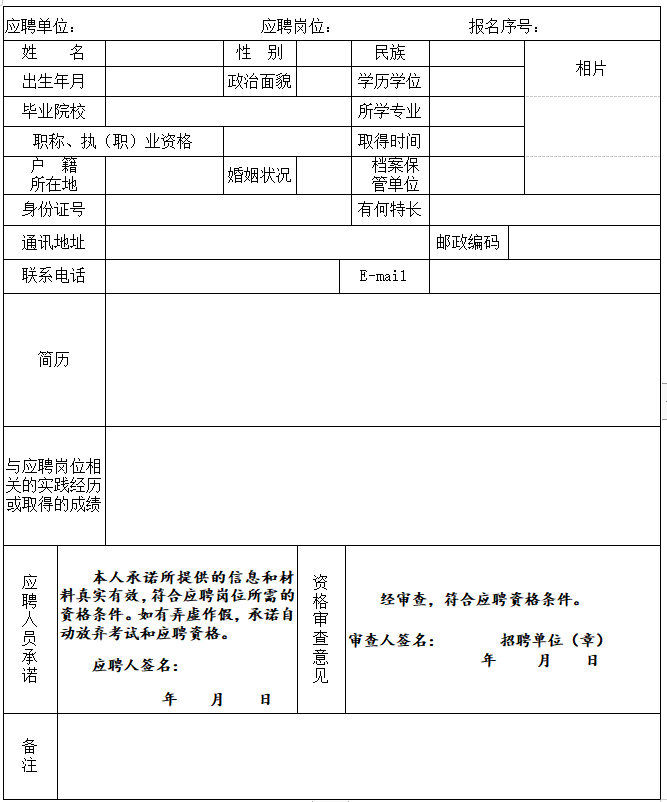 应聘单位： 应聘岗位： 报名序号：
姓 名 性 别 民族 相片
出生年月 政治面貌 学历学位
毕业院校 所学专业
职称、执（职）业资格 取得时间
户 籍
所在地
婚姻状况
档案保
管单位
身份证号 有何特长
通讯地址 邮政编码
联系电话 E-mail
简历
与应聘岗位相
关的实践经历
或取得的成绩
应聘人员承诺
本人承诺所提供的信息和材
料真实有效，符合应聘岗位所需的
资格条件。如有弄虚作假，承诺自
动放弃考试和应聘资格。
应聘人签名：
年 月 日
资格审查意见
经审查，符合应聘资格条件。
审查人签名： 招聘单位（章）
年 月 日
备注